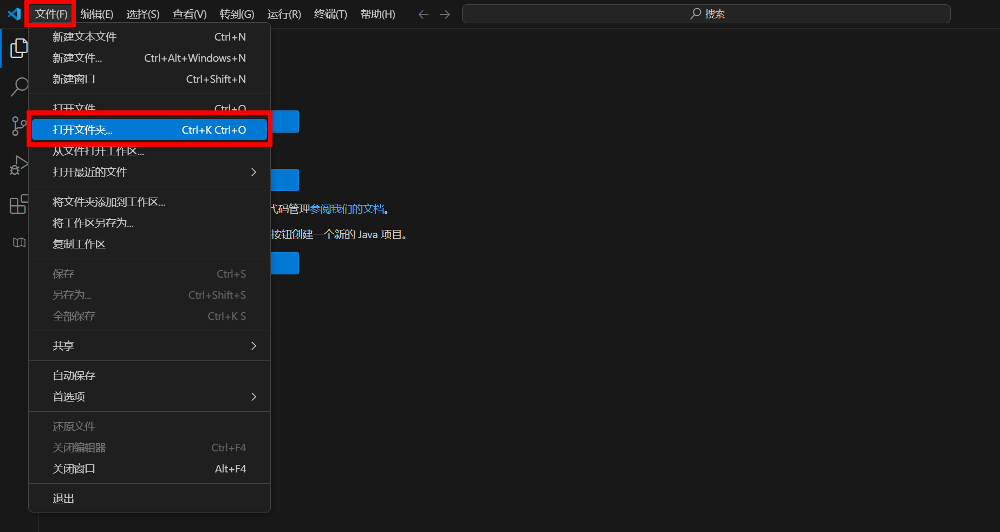 文件(F) 编辑(E) 选择(S) 查看(V) 转到(G) 运行(R) 终端(T) 帮助(H) 搜索
新建文本文件 Ctrl+N
新建文件... Ctrl+Alt+Windows+N
新建窗口 Ctrl+Shift+N
打开文件 Ctrl+O
打开文件夹... Ctrl+K Ctrl+O
从文件打开工作区...
打开最近的文件
将文件夹添加到工作区...
代码管理参阅我们的文档。
将工作区另存为...
按钮创建一个新的 Java 项目。
复制工作区
保存 Ctrl+S
另存为... Ctrl+Shift+S
全部保存 Ctrl+K S
共享
自动保存
首选项
还原文件
关闭编辑器 Ctrl+F4
关闭窗口 Alt+F4
退出